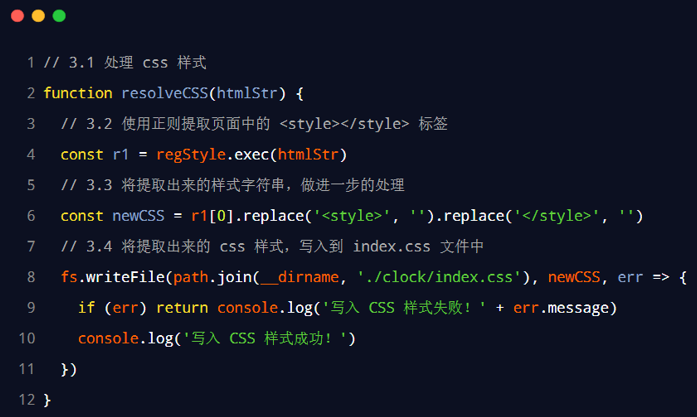 1 // 3.1 处理 css 样式
2 function resolveCSS(htmlStr) {
3   // 3.2 使用正则提取页面中的 <style></style> 标签
4   const r1 = regStyle.exec(htmlStr)
5   // 3.3 将提取出来的样式字符串，做进一步的处理
6   const newCSS = r1[0].replace('<style>', '').replace('</style>', '')
7   // 3.4 将提取出来的 css 样式，写入到 index.css 文件中
8   fs.writeFile(path.join(__dirname, './clock/index.css'), newCSS, err => {
9     if (err) return console.log('写入 CSS 样式失败！' + err.message)
10     console.log('写入 CSS 样式成功！')
11   })
12 }